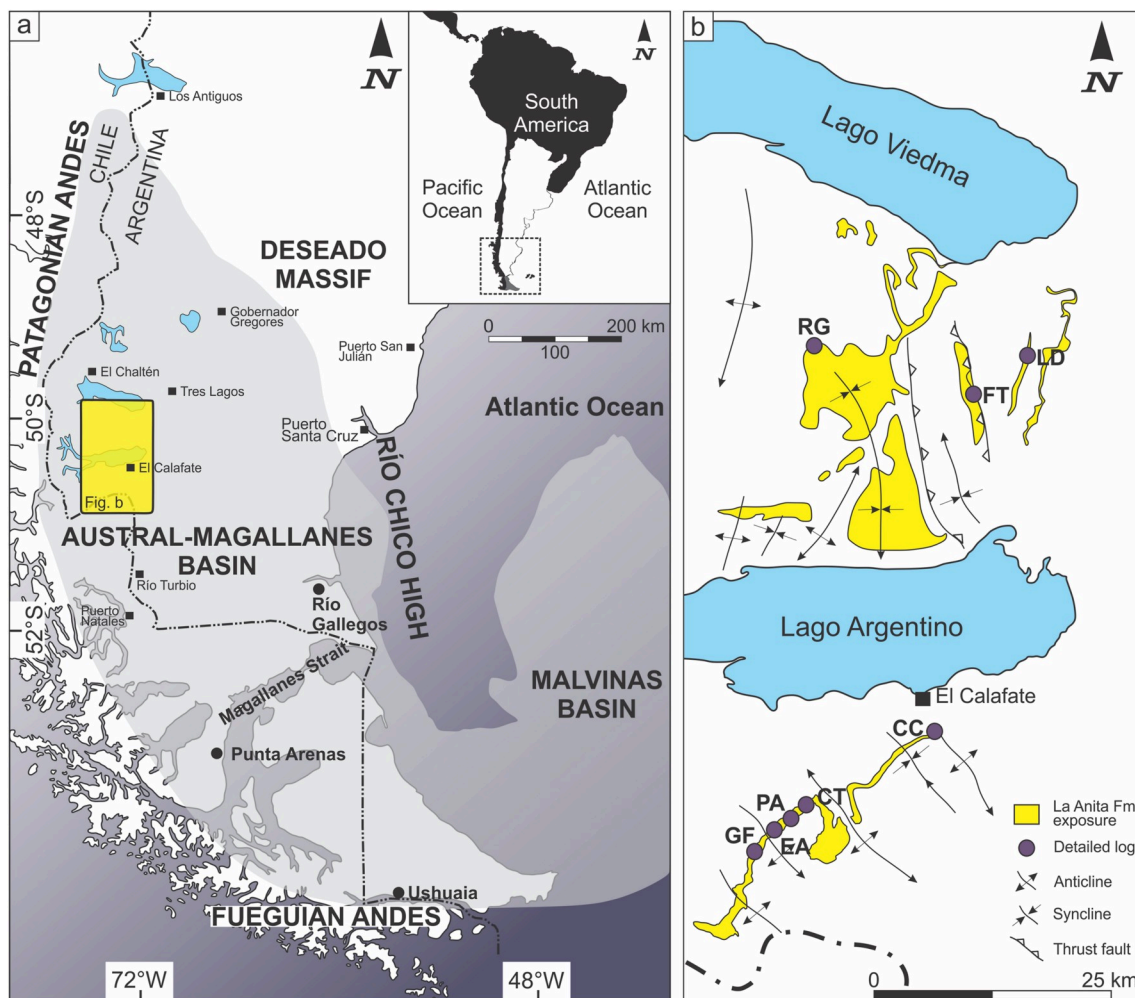 a
N
Los Antiguos
PATAGONIAN ANDES
CHILE
ARGENTINA
48°S
DESEADO
MASSIF
Gobernador
Gregores
El Chaltén
Tres Lagos
Puerto San
Julián
50°S
Puerto
Santa Cruz
El Calafate
Fig. b
RÍO CHICO HIGH
AUSTRAL-MAGALLANES
BASIN
Río Turbio
Puerto
Natales
Río
Gallegos
52°S
Magallanes Strait
MALVINAS
BASIN
Punta Arenas
Ushuaia
FUEGUIAN ANDES
72°W
48°W
N
South
America
Pacific
Ocean
Atlantic
Ocean
0
200 km
100
Atlantic Ocean
b
N
Lago Viedma
RG
LD
FT
Lago Argentino
El Calafate
CC
CT
PA
EA
GF
La Anita Fm
exposure
Detailed log
Anticline
Syncline
Thrust fault
0
25 km